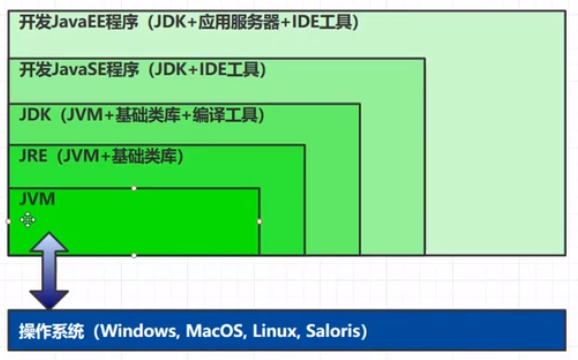 开发JavaEE程序（JDK+应用服务器+IDE工具）
开发JavaSE程序（JDK+IDE工具）
JDK（JVM+基础类库+编译工具）
JRE（JVM+基础类库）
JVM
操作系统（Windows, MacOS, Linux, Saloris）